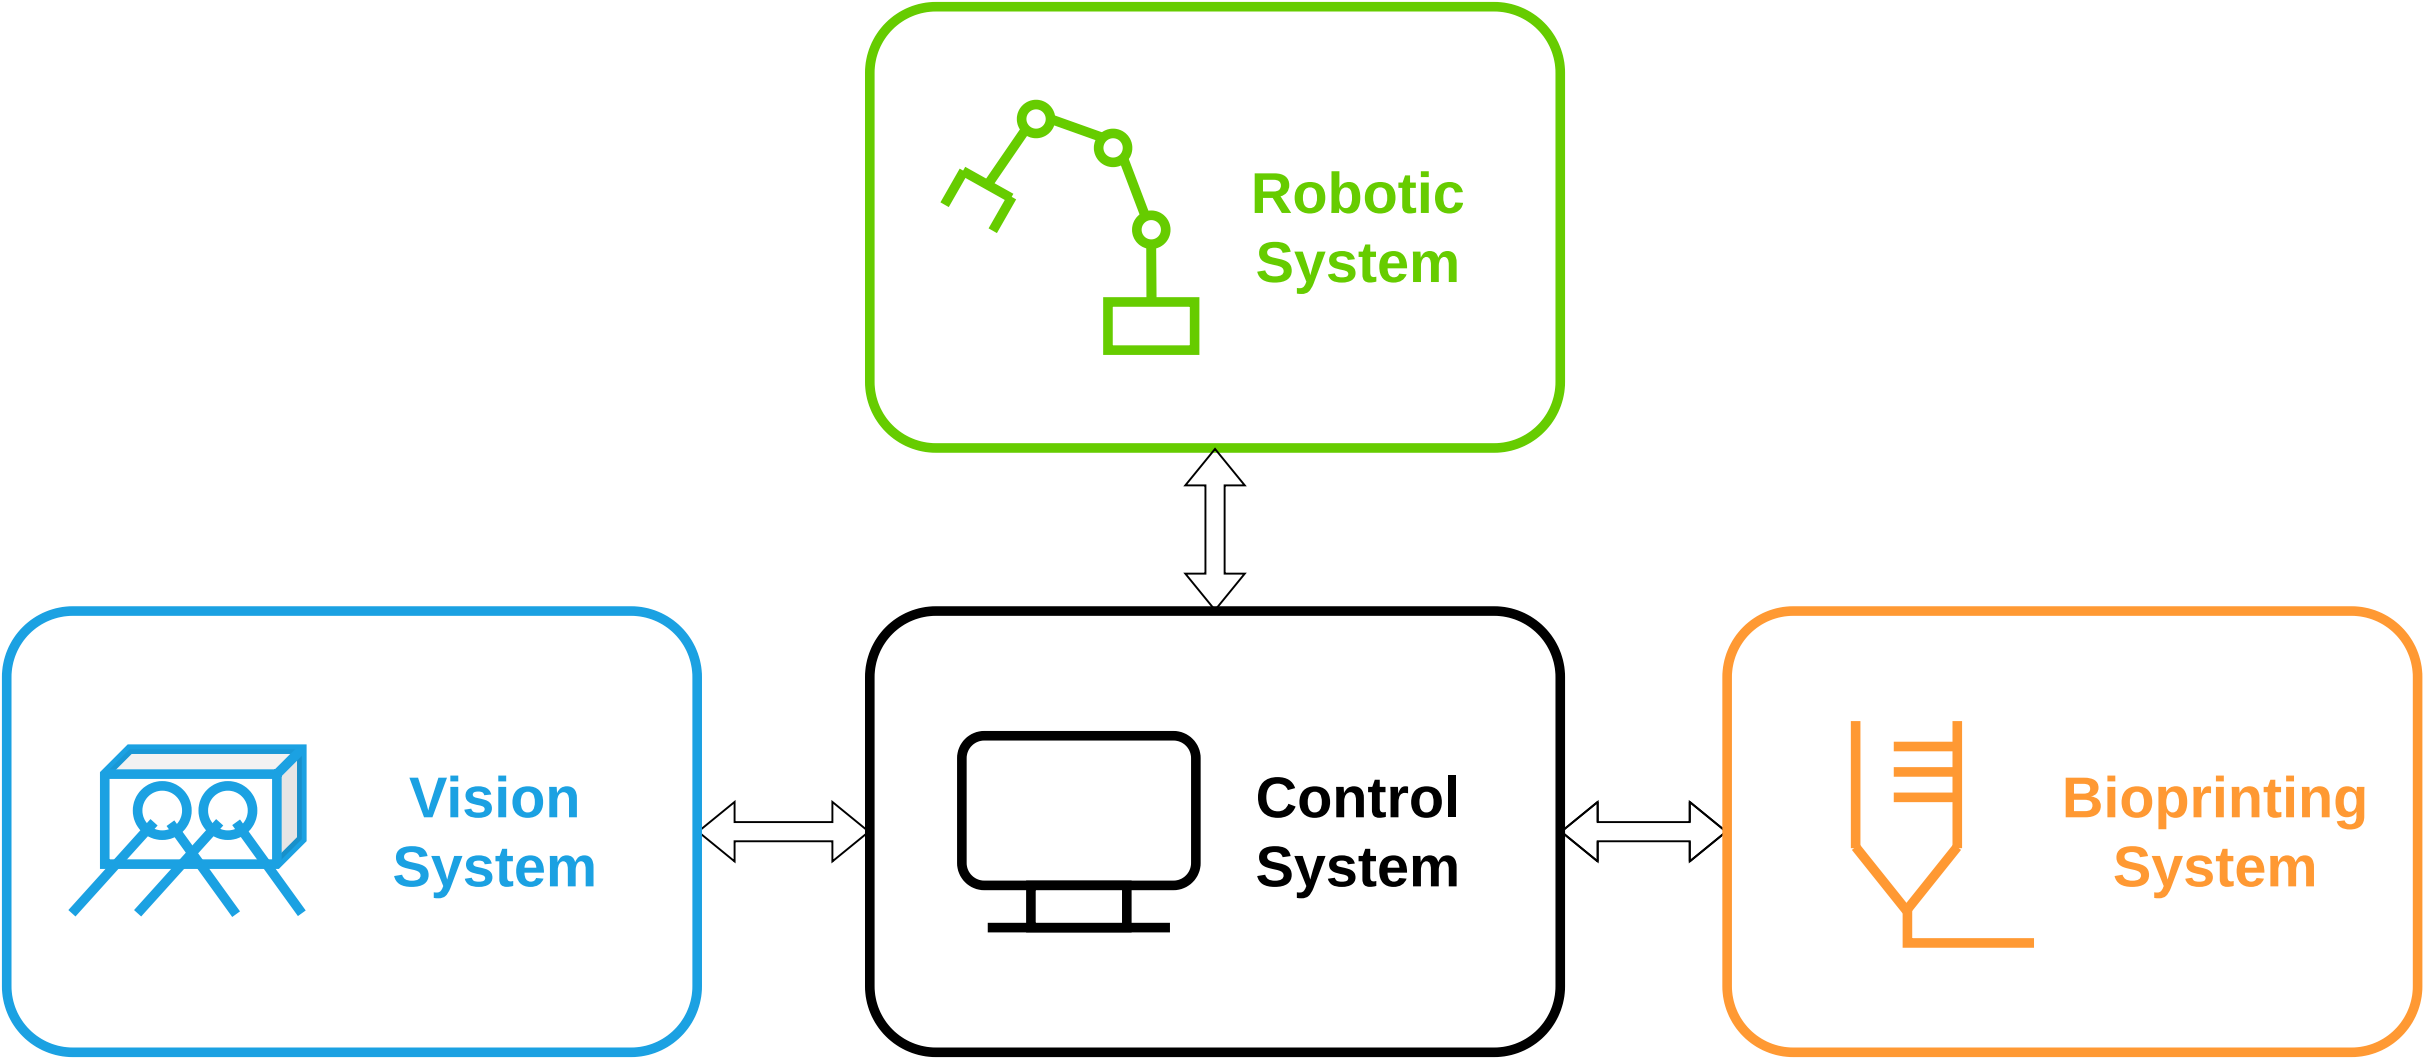 Robotic
System
Vision
System
Control
System
Bioprinting
System